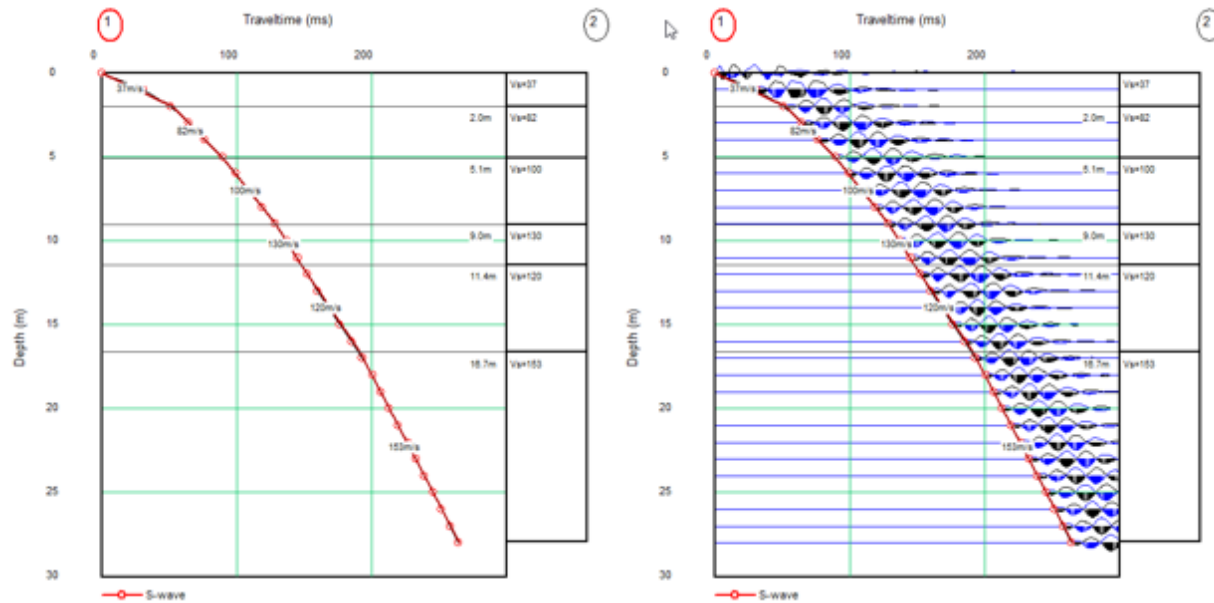 1
Traveltime (ms)
2
0
100
200
0
37m/s
Vs=37
2.0m
Vs=82
82m/s
5
5.1m
Vs=100
100m/s
9.0m
Vs=130
10
130m/s
11.4m
Vs=120
120m/s
15
Depth (m)
16.7m
Vs=153
20
153m/s
25
30
S-wave
1
Traveltime (ms)
2
0
100
200
0
37m/s
Vs=37
2.0m
Vs=82
82m/s
5
5.1m
Vs=100
100m/s
9.0m
Vs=130
10
130m/s
11.4m
Vs=120
120m/s
15
Depth (m)
16.7m
Vs=153
20
153m/s
25
30
S-wave